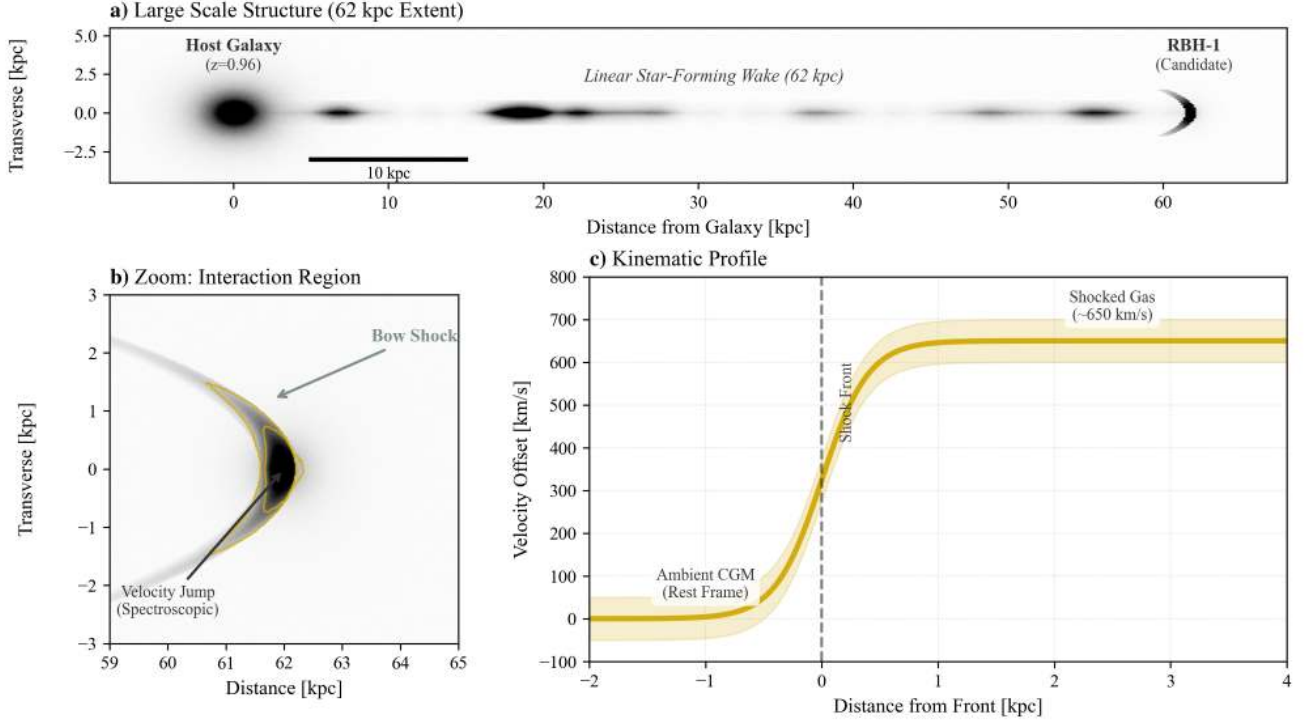 a) Large Scale Structure (62 kpc Extent)
Transverse [kpc]
5.0
2.5
0.0
−2.5
Host Galaxy
(z=0.96)
Linear Star-Forming Wake (62 kpc)
RBH-1
(Candidate)
10 kpc
0
10
20
30
40
50
60
Distance from Galaxy [kpc]
b) Zoom: Interaction Region
Transverse [kpc]
3
2
1
0
−1
−2
−3
Bow Shock
Velocity Jump
(Spectroscopic)
59
60
61
62
63
64
65
Distance [kpc]
c) Kinematic Profile
Velocity Offset [km/s]
800
700
600
500
400
300
200
100
0
−100
Shocked Gas
(~650 km/s)
Shock Front
Ambient CGM
(Rest Frame)
−2
−1
0
1
2
3
4
Distance from Front [kpc]